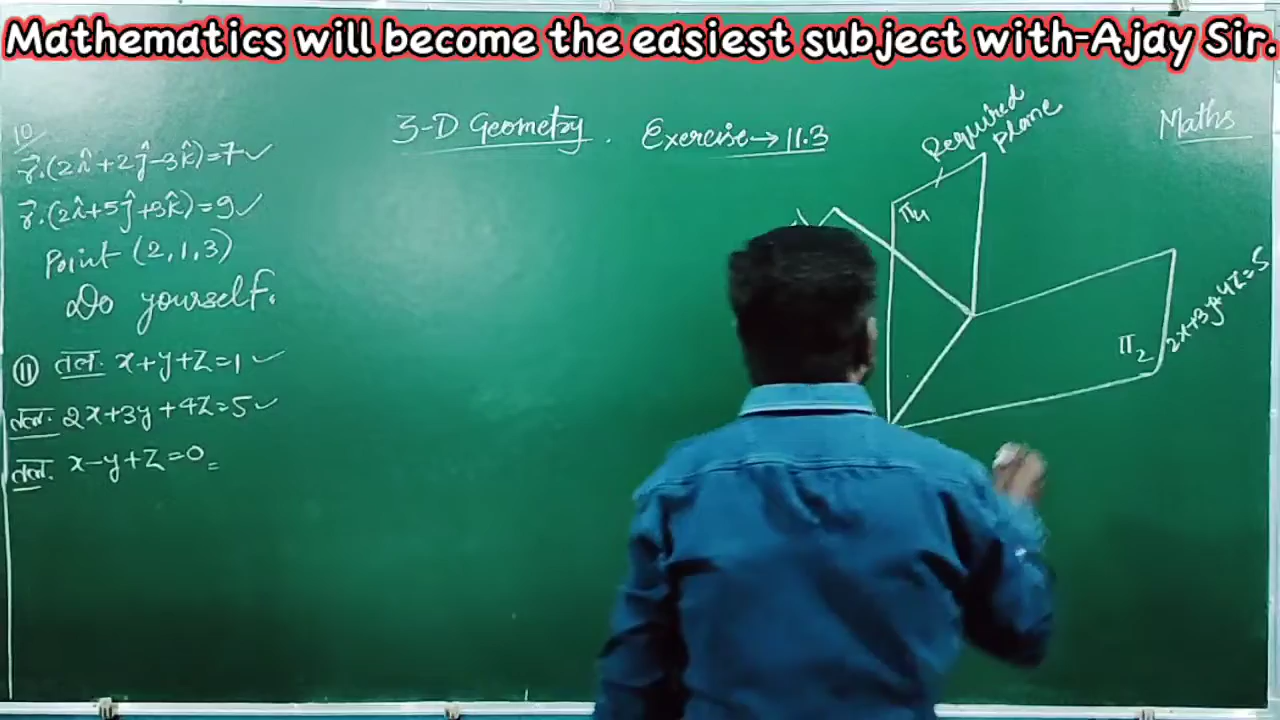 Mathematics will become the easiest subject with-Ajay Sir.
3-D Geometry. Exercise→11.3
Maths
10
r⃗.(2î+2ĵ-3k̂)=7✓
r⃗.(2î+5ĵ+3k̂)=9✓
Point (2,1,3)
Do yourself.
⑪ तल. x+y+z=1✓
तल. 2x+3y+4z=5✓
तल. x-y+z=0
Required
plane
π4
π2
2x+3y+4z=5